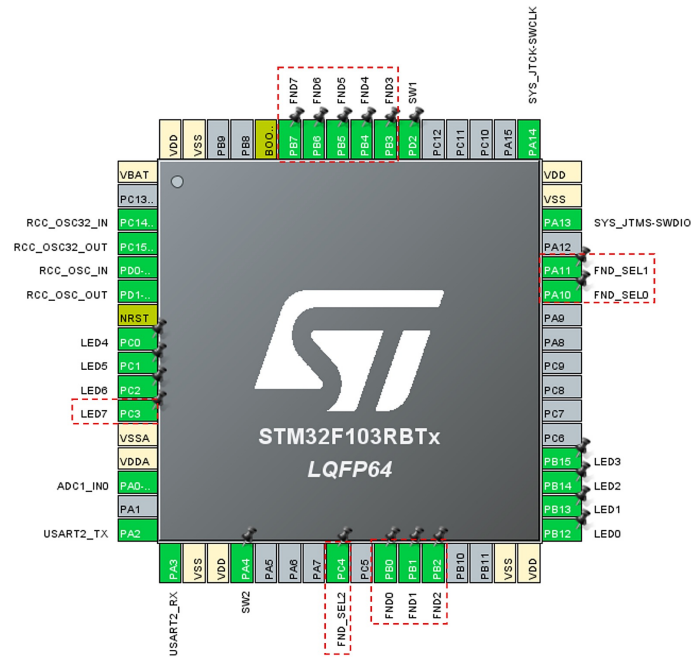 FND7
FND6
FND5
FND4
FND3
SW1
SYS_JTCK-SWCLK
VDD
VSS
PB9
PB8
BOO..
PB7
PB6
PB5
PB4
PB3
PD2
PC12
PC11
PC10
PA15
PA14
VBAT
PC13..
RCC_OSC32_IN PC14..
RCC_OSC32_OUT PC15..
RCC_OSC_IN PD0-..
RCC_OSC_OUT PD1-..
NRST
LED4 PC0
LED5 PC1
LED6 PC2
LED7 PC3
VSSA
VDDA
ADC1_IN0 PA0-..
PA1
USART2_TX PA2
VDD
VSS
PA13 SYS_JTMS-SWDIO
PA12
PA11 FND_SEL1
PA10 FND_SEL0
PA9
PA8
PC9
PC8
PC7
PC6
PB15 LED3
PB14 LED2
PB13 LED1
PB12 LED0
ST
STM32F103RBTx
LQFP64
PA3
VSS
VDD
PA4
PA5
PA6
PA7
PC4
PC5
PB0
PB1
PB2
PB10
PB11
VSS
VDD
USART2_RX
SW2
FND_SEL2
FND0
FND1
FND2